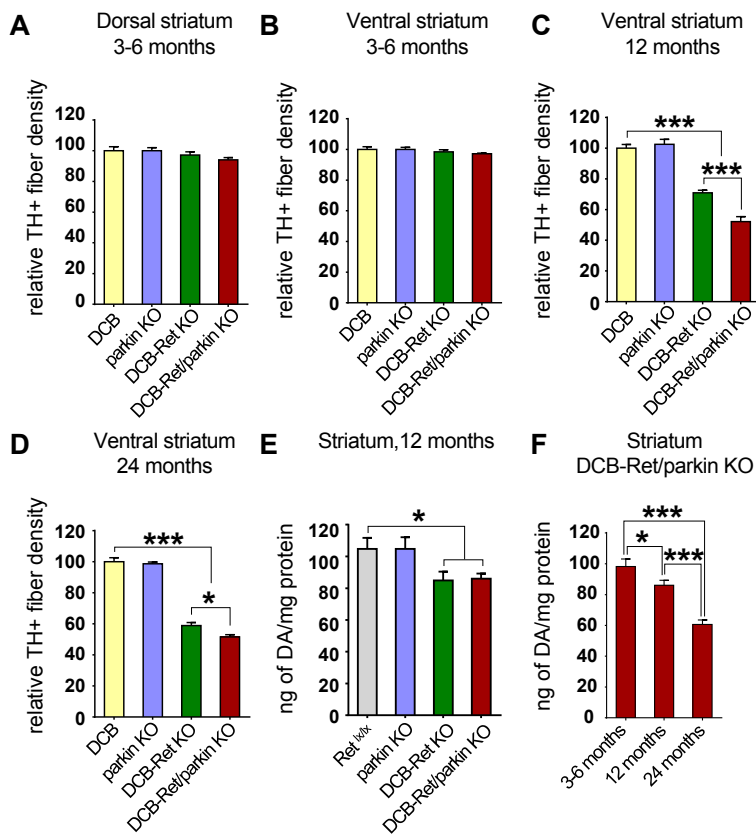 A
Dorsal striatum
3-6 months
relative TH+ fiber density
120
100
80
60
40
20
0
DCB
parkin KO
DCB-Ret KO
DCB-Ret/parkin KO
B
Ventral striatum
3-6 months
relative TH+ fiber density
120
100
80
60
40
20
0
DCB
parkin KO
DCB-Ret KO
DCB-Ret/parkin KO
C
Ventral striatum
12 months
relative TH+ fiber density
120
100
80
60
40
20
0
***
***
DCB
parkin KO
DCB-Ret KO
DCB-Ret/parkin KO
D
Ventral striatum
24 months
relative TH+ fiber density
120
100
80
60
40
20
0
***
*
DCB
parkin KO
DCB-Ret KO
DCB-Ret/parkin KO
E
Striatum,12 months
ng of DA/mg protein
120
100
80
60
40
20
0
*
Ret lx/lx
parkin KO
DCB-Ret KO
DCB-Ret/parkin KO
F
Striatum
DCB-Ret/parkin KO
ng of DA/mg protein
120
100
80
60
40
20
0
***
*
***
3-6 months
12 months
24 months